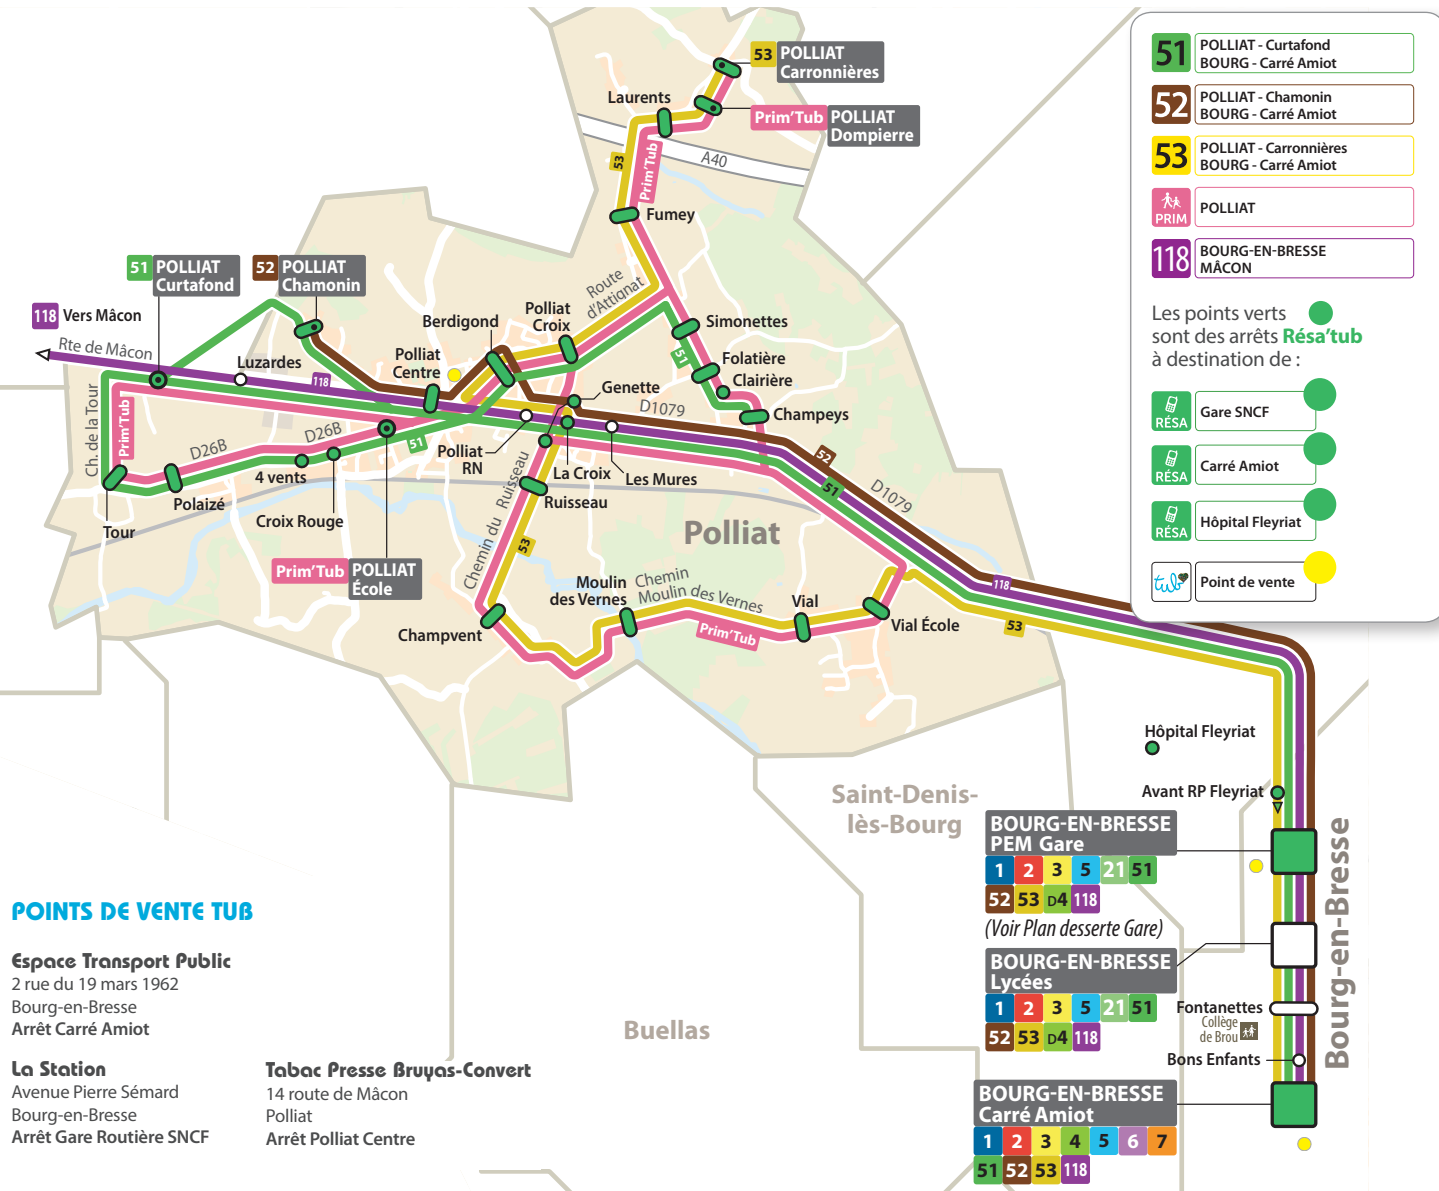 53 POLLIAT
Carronnières
Laurents
Prim'Tub POLLIAT
Dompierre
53
Prim'Tub
A40
Fumey
51 POLLIAT
Curtafond
52 POLLIAT
Chamonin
118 Vers Mâcon
Rte de Mâcon
Luzardes
118
Berdigond
Polliat
Centre
Polliat
Croix
Route
d'Attignat
Simonettes
51
Folatière
Clairière
Champeys
Genette
D1079
Ch. de la Tour
Prim'Tub
D26B
D26B
51
4 vents
Polaizé
Croix Rouge
Tour
Polliat
RN
La Croix
Les Mures
52
51
D1079
Ruisseau
Chemin du Ruisseau
53
Polliat
Prim'Tub POLLIAT
École
Champvent
Moulin
des Vernes
Chemin
Moulin des Vernes
Prim'Tub
Vial
Vial École
118
53
51 POLLIAT - Curtafond
BOURG - Carré Amiot
52 POLLIAT - Chamonin
BOURG - Carré Amiot
53 POLLIAT - Carronnières
BOURG - Carré Amiot
PRIM POLLIAT
118 BOURG-EN-BRESSE
MÂCON
Les points verts
sont des arrêts Résa'tub
à destination de :
RÉSA Gare SNCF
RÉSA Carré Amiot
RÉSA Hôpital Fleyriat
tub Point de vente
Hôpital Fleyriat
Avant RP Fleyriat
Saint-Denis-
lès-Bourg
BOURG-EN-BRESSE
PEM Gare
1 2 3 5 21 51
52 53 D4 118
(Voir Plan desserte Gare)
BOURG-EN-BRESSE
Lycées
1 2 3 5 21 51
52 53 D4 118
Fontanettes
Collège
de Brou
Bons Enfants
BOURG-EN-BRESSE
Carré Amiot
1 2 3 4 5 6 7
51 52 53 118
Bourg-en-Bresse
Buellas
POINTS DE VENTE TUB
Espace Transport Public
2 rue du 19 mars 1962
Bourg-en-Bresse
Arrêt Carré Amiot
La Station
Avenue Pierre Sémard
Bourg-en-Bresse
Arrêt Gare Routière SNCF
Tabac Presse Bruyas-Convert
14 route de Mâcon
Polliat
Arrêt Polliat Centre